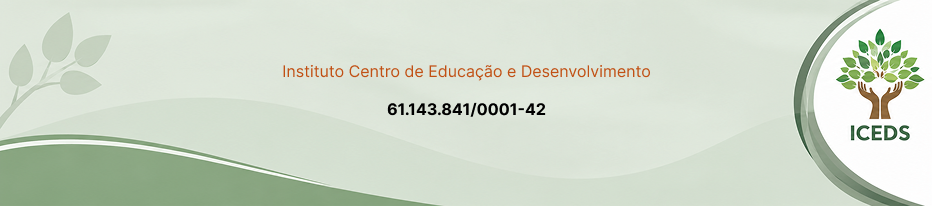 Instituto Centro de Educação e Desenvolvimento
61.143.841/0001-42
ICEDS